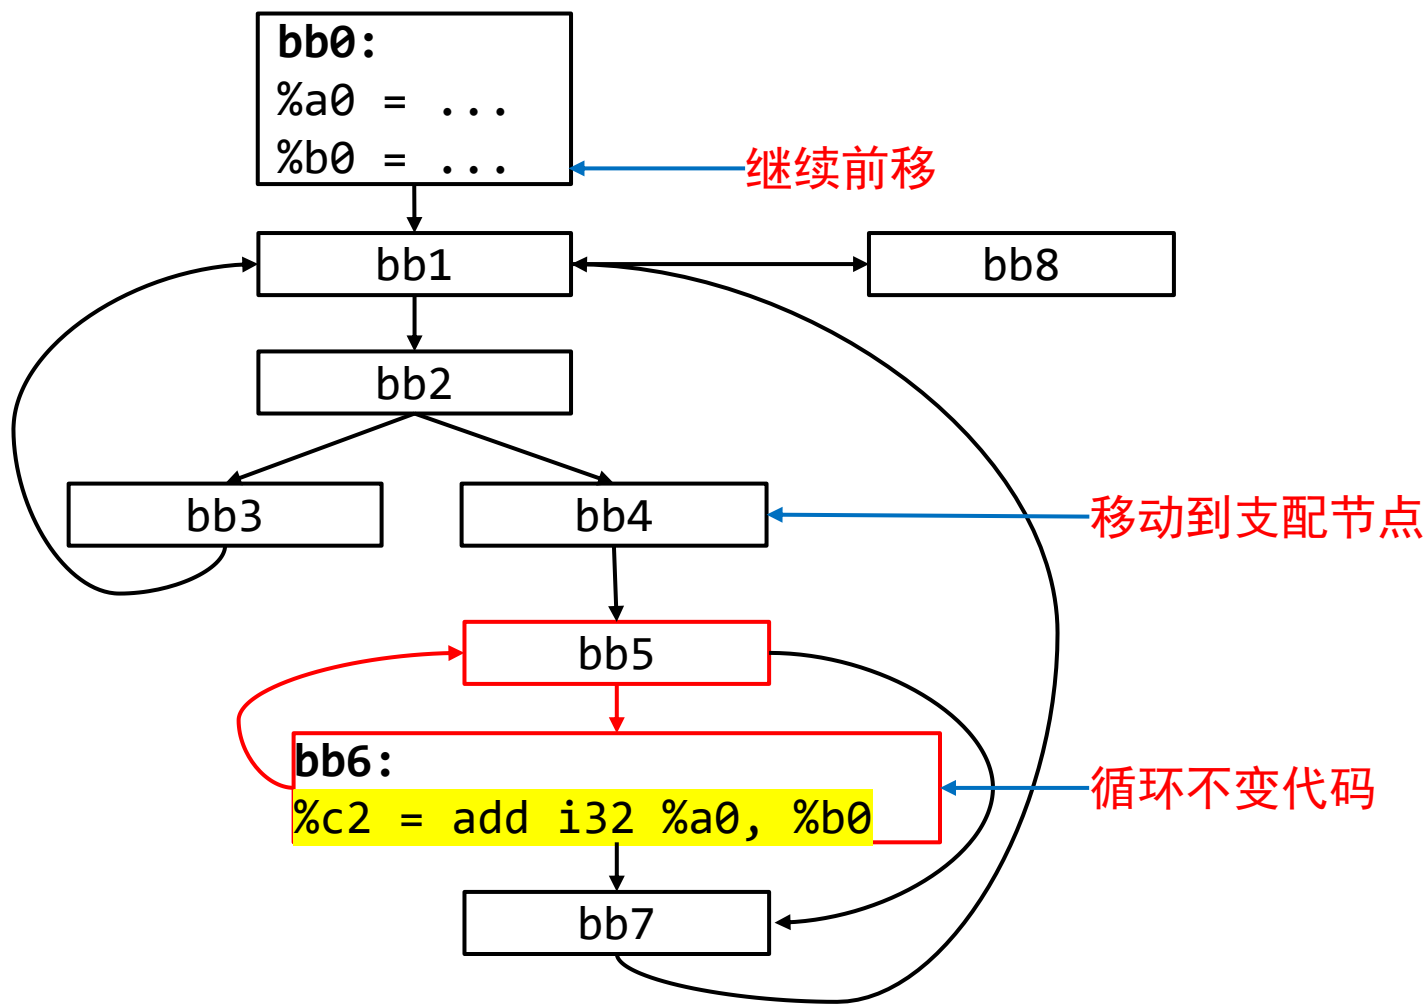 bb0:
%a0 = ...
%b0 = ...
继续前移
bb1
bb8
bb2
bb3
bb4
移动到支配节点
bb5
bb6:
%c2 = add i32 %a0, %b0
循环不变代码
bb7